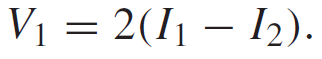 V₁ = 2(I₁ − I₂).